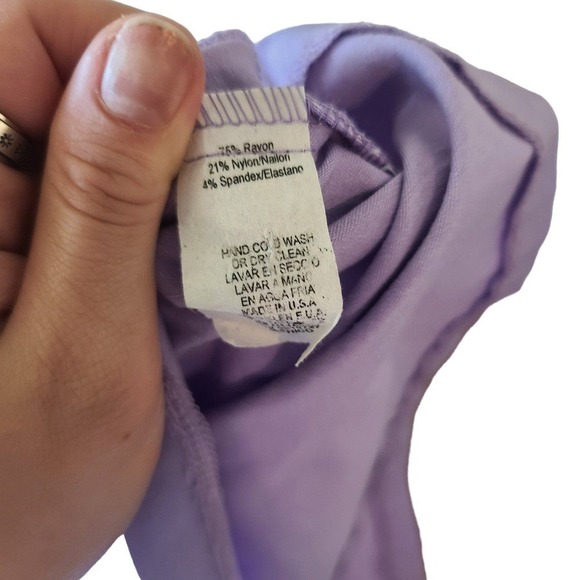 75% Rayon
21% Nylon/Nailon
4% Spandex/Elastano
HAND COLD WASH
OR DRY CLEAN
LAVAR EN SECO O
LAVAR A MANO
EN AGUA FRIA
MADE IN U.S.A
EN E.U.A.